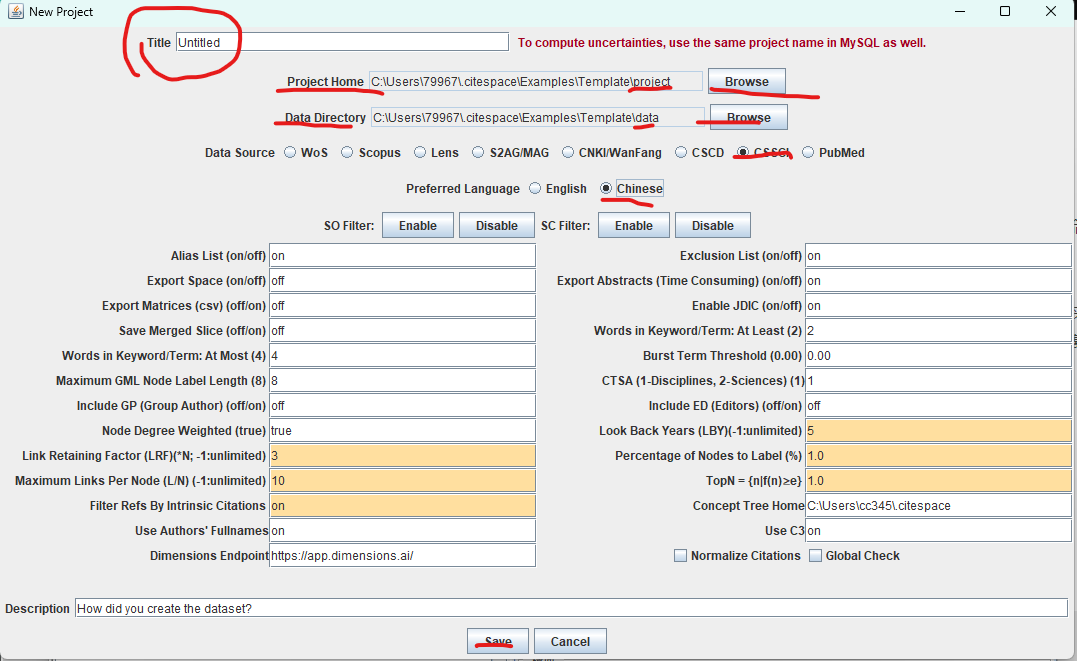 New Project
Title Untitled To compute uncertainties, use the same project name in MySQL as well.
Project Home C:\Users\79967\.citespace\Examples\Template\project Browse
Data Directory C:\Users\79967\.citespace\Examples\Template\data Browse
Data Source WoS Scopus Lens S2AG/MAG CNKI/WanFang CSCD CSSCI PubMed
Preferred Language English Chinese
SO Filter: Enable Disable SC Filter: Enable Disable
Alias List (on/off) on Exclusion List (on/off) on
Export Space (on/off) off Export Abstracts (Time Consuming) (on/off) on
Export Matrices (csv) (off/on) off Enable JDIC (on/off) on
Save Merged Slice (off/on) off Words in Keyword/Term: At Least (2) 2
Words in Keyword/Term: At Most (4) 4 Burst Term Threshold (0.00) 0.00
Maximum GML Node Label Length (8) 8 CTSA (1-Disciplines, 2-Sciences) (1) 1
Include GP (Group Author) (off/on) off Include ED (Editors) (off/on) off
Node Degree Weighted (true) true Look Back Years (LBY)(-1:unlimited) 5
Link Retaining Factor (LRF)(*N; -1:unlimited) 3 Percentage of Nodes to Label (%) 1.0
Maximum Links Per Node (L/N) (-1:unlimited) 10 TopN = {n|f(n)≥e} 1.0
Filter Refs By Intrinsic Citations on Concept Tree Home C:\Users\cc345\.citespace
Use Authors' Fullnames on Use C3 on
Dimensions Endpoint https://app.dimensions.ai/ Normalize Citations Global Check
Description How did you create the dataset?
Save Cancel